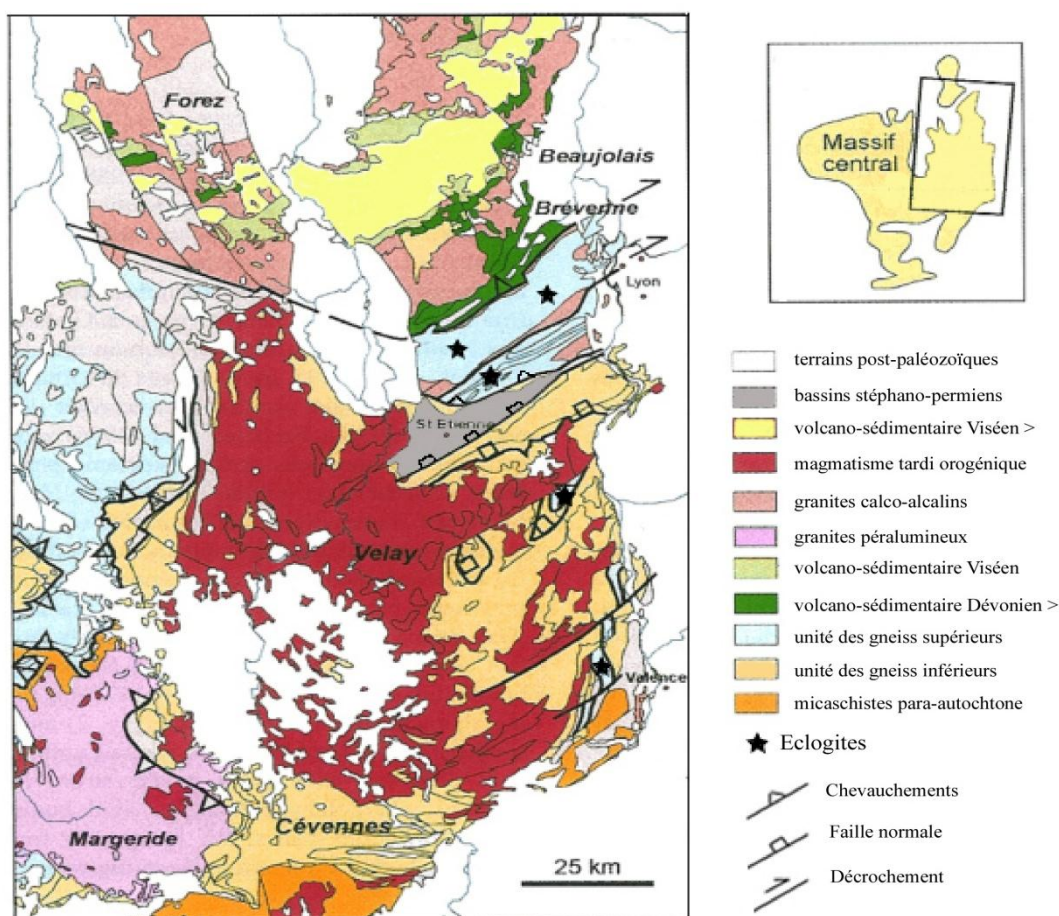 Forez
Beaujolais
Brévenne
Lyon
St Etienne
Velay
Valence
Margeride
Cévennes
25 km
Massif
central
terrains post-paléozoïques
bassins stéphano-permiens
volcano-sédimentaire Viséen >
magmatisme tardi orogénique
granites calco-alcalins
granites péralumineux
volcano-sédimentaire Viséen
volcano-sédimentaire Dévonien >
unité des gneiss supérieurs
unité des gneiss inférieurs
micaschistes para-autochtone
Eclogites
Chevauchements
Faille normale
Décrochement